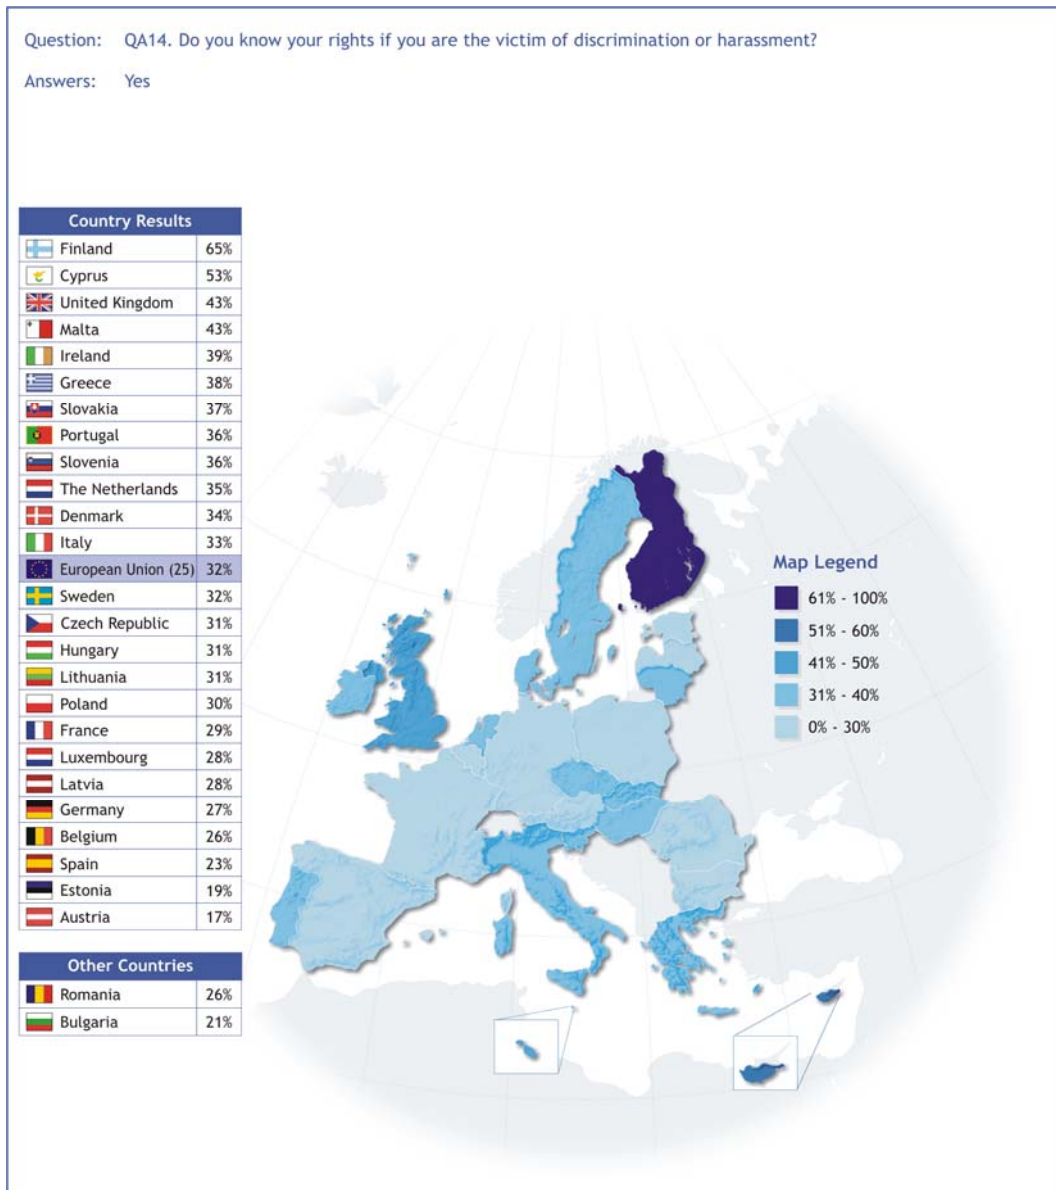 Question: QA14. Do you know your rights if you are the victim of discrimination or harassment?
Answers: Yes
Country Results
Finland 65%
Cyprus 53%
United Kingdom 43%
Malta 43%
Ireland 39%
Greece 38%
Slovakia 37%
Portugal 36%
Slovenia 36%
The Netherlands 35%
Denmark 34%
Italy 33%
European Union (25) 32%
Sweden 32%
Czech Republic 31%
Hungary 31%
Lithuania 31%
Poland 30%
France 29%
Luxembourg 28%
Latvia 28%
Germany 27%
Belgium 26%
Spain 23%
Estonia 19%
Austria 17%
Other Countries
Romania 26%
Bulgaria 21%
Map Legend
61% - 100%
51% - 60%
41% - 50%
31% - 40%
0% - 30%